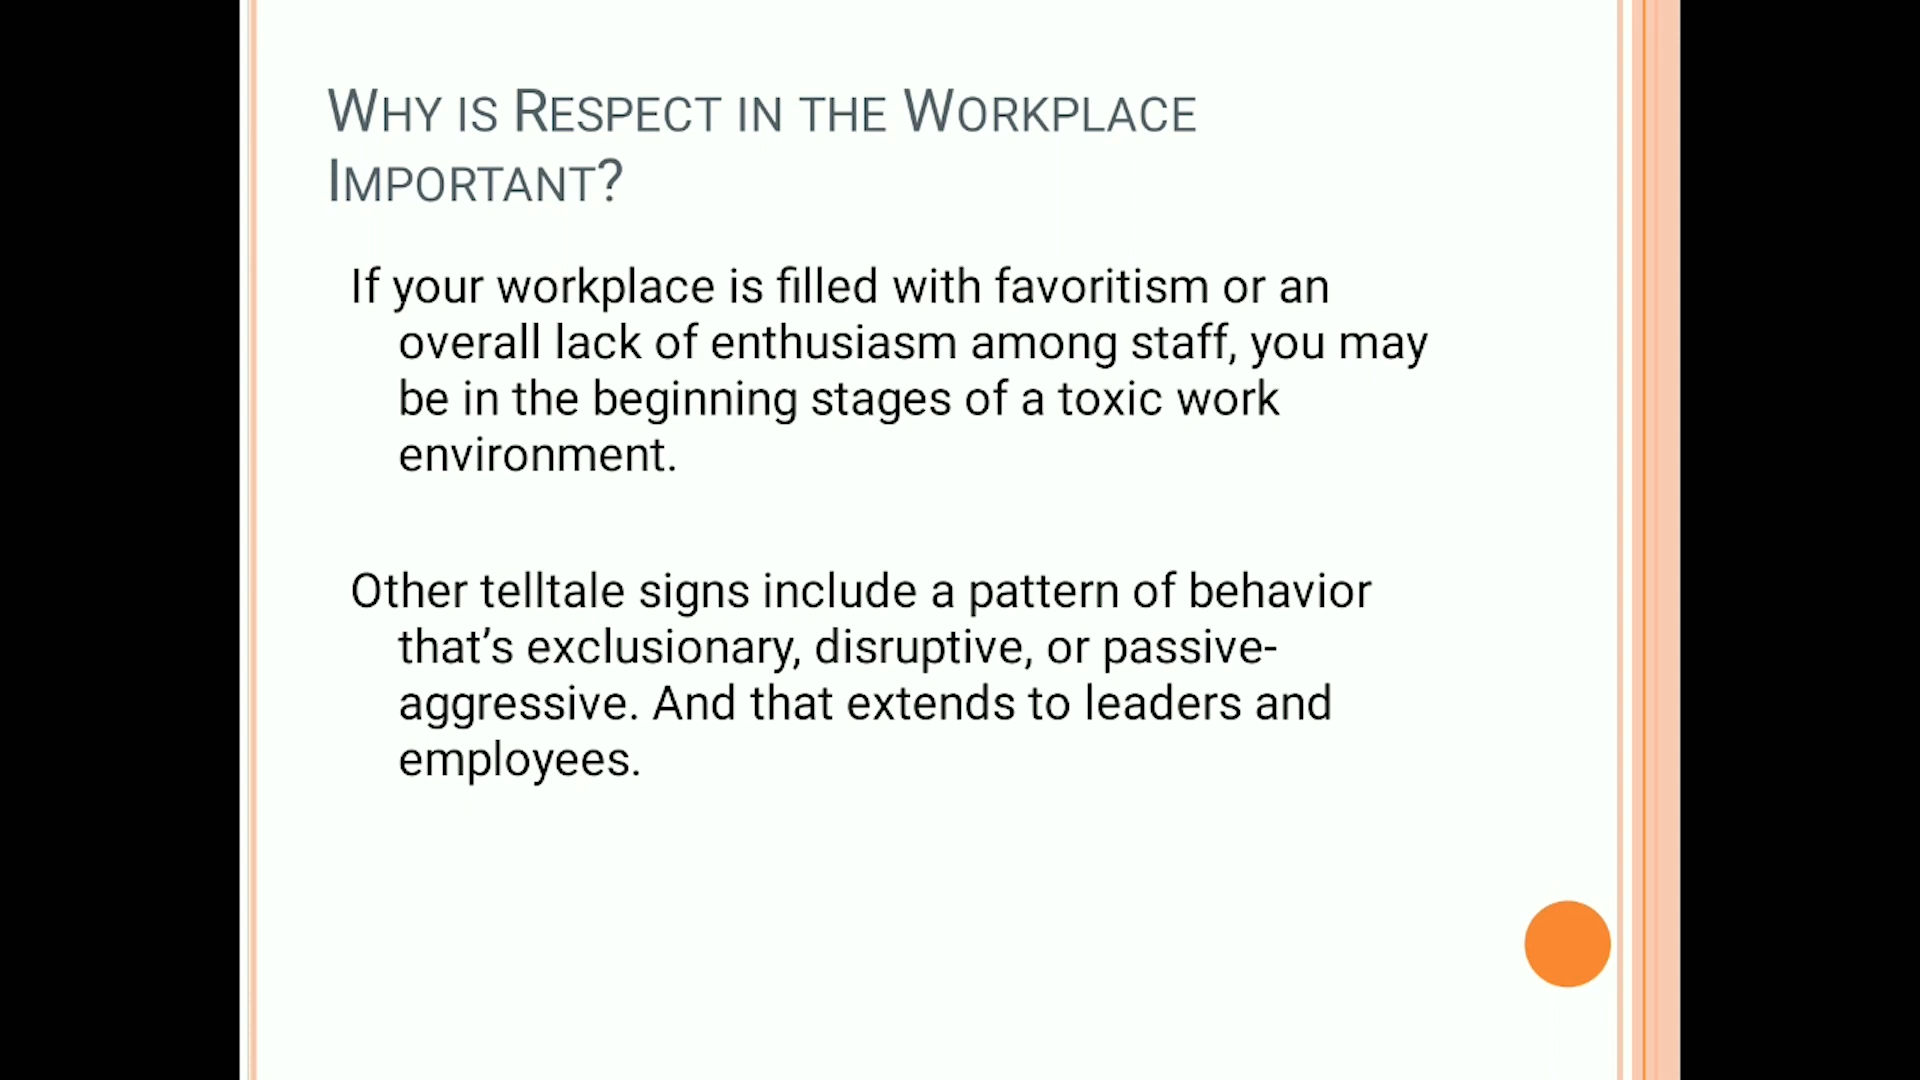 Why is Respect in the Workplace
Important?
If your workplace is filled with favoritism or an
overall lack of enthusiasm among staff, you may
be in the beginning stages of a toxic work
environment.
Other telltale signs include a pattern of behavior
that’s exclusionary, disruptive, or passive-
aggressive. And that extends to leaders and
employees.